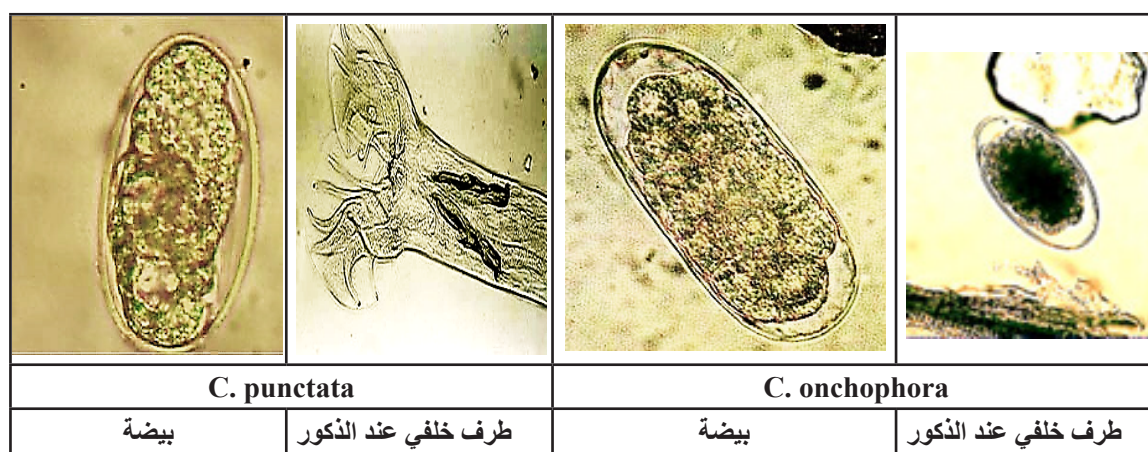 C. punctata
C. onchophora
بيضة
طرف خلفي عند الذكور
بيضة
طرف خلفي عند الذكور